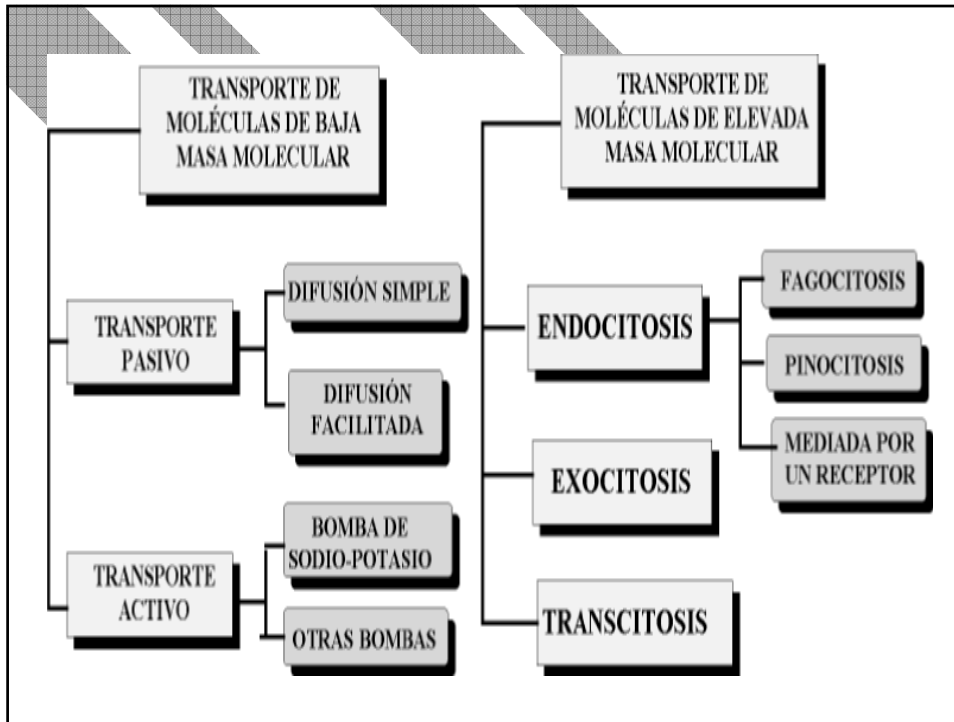 TRANSPORTE DE
MOLÉCULAS DE BAJA
MASA MOLECULAR
TRANSPORTE
PASIVO
DIFUSIÓN SIMPLE
DIFUSIÓN
FACILITADA
TRANSPORTE
ACTIVO
BOMBA DE
SODIO-POTASIO
OTRAS BOMBAS
TRANSPORTE DE
MOLÉCULAS DE ELEVADA
MASA MOLECULAR
ENDOCITOSIS
FAGOCITOSIS
PINOCITOSIS
MEDIADA POR
UN RECEPTOR
EXOCITOSIS
TRANSCITOSIS